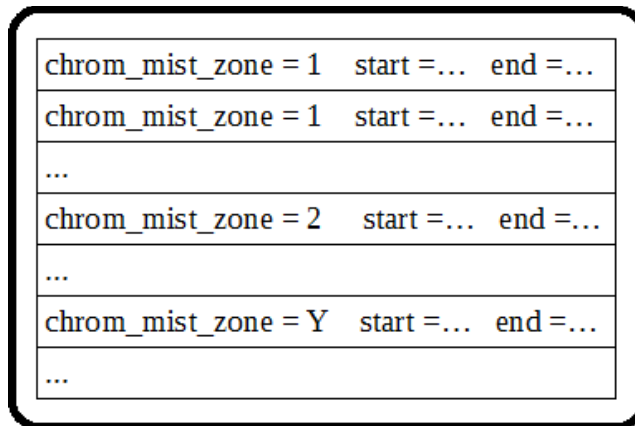 chrom_mist_zone = 1 start =… end =…
chrom_mist_zone = 1 start =… end =…
...
chrom_mist_zone = 2 start =… end =…
...
chrom_mist_zone = Y start =… end =…
...